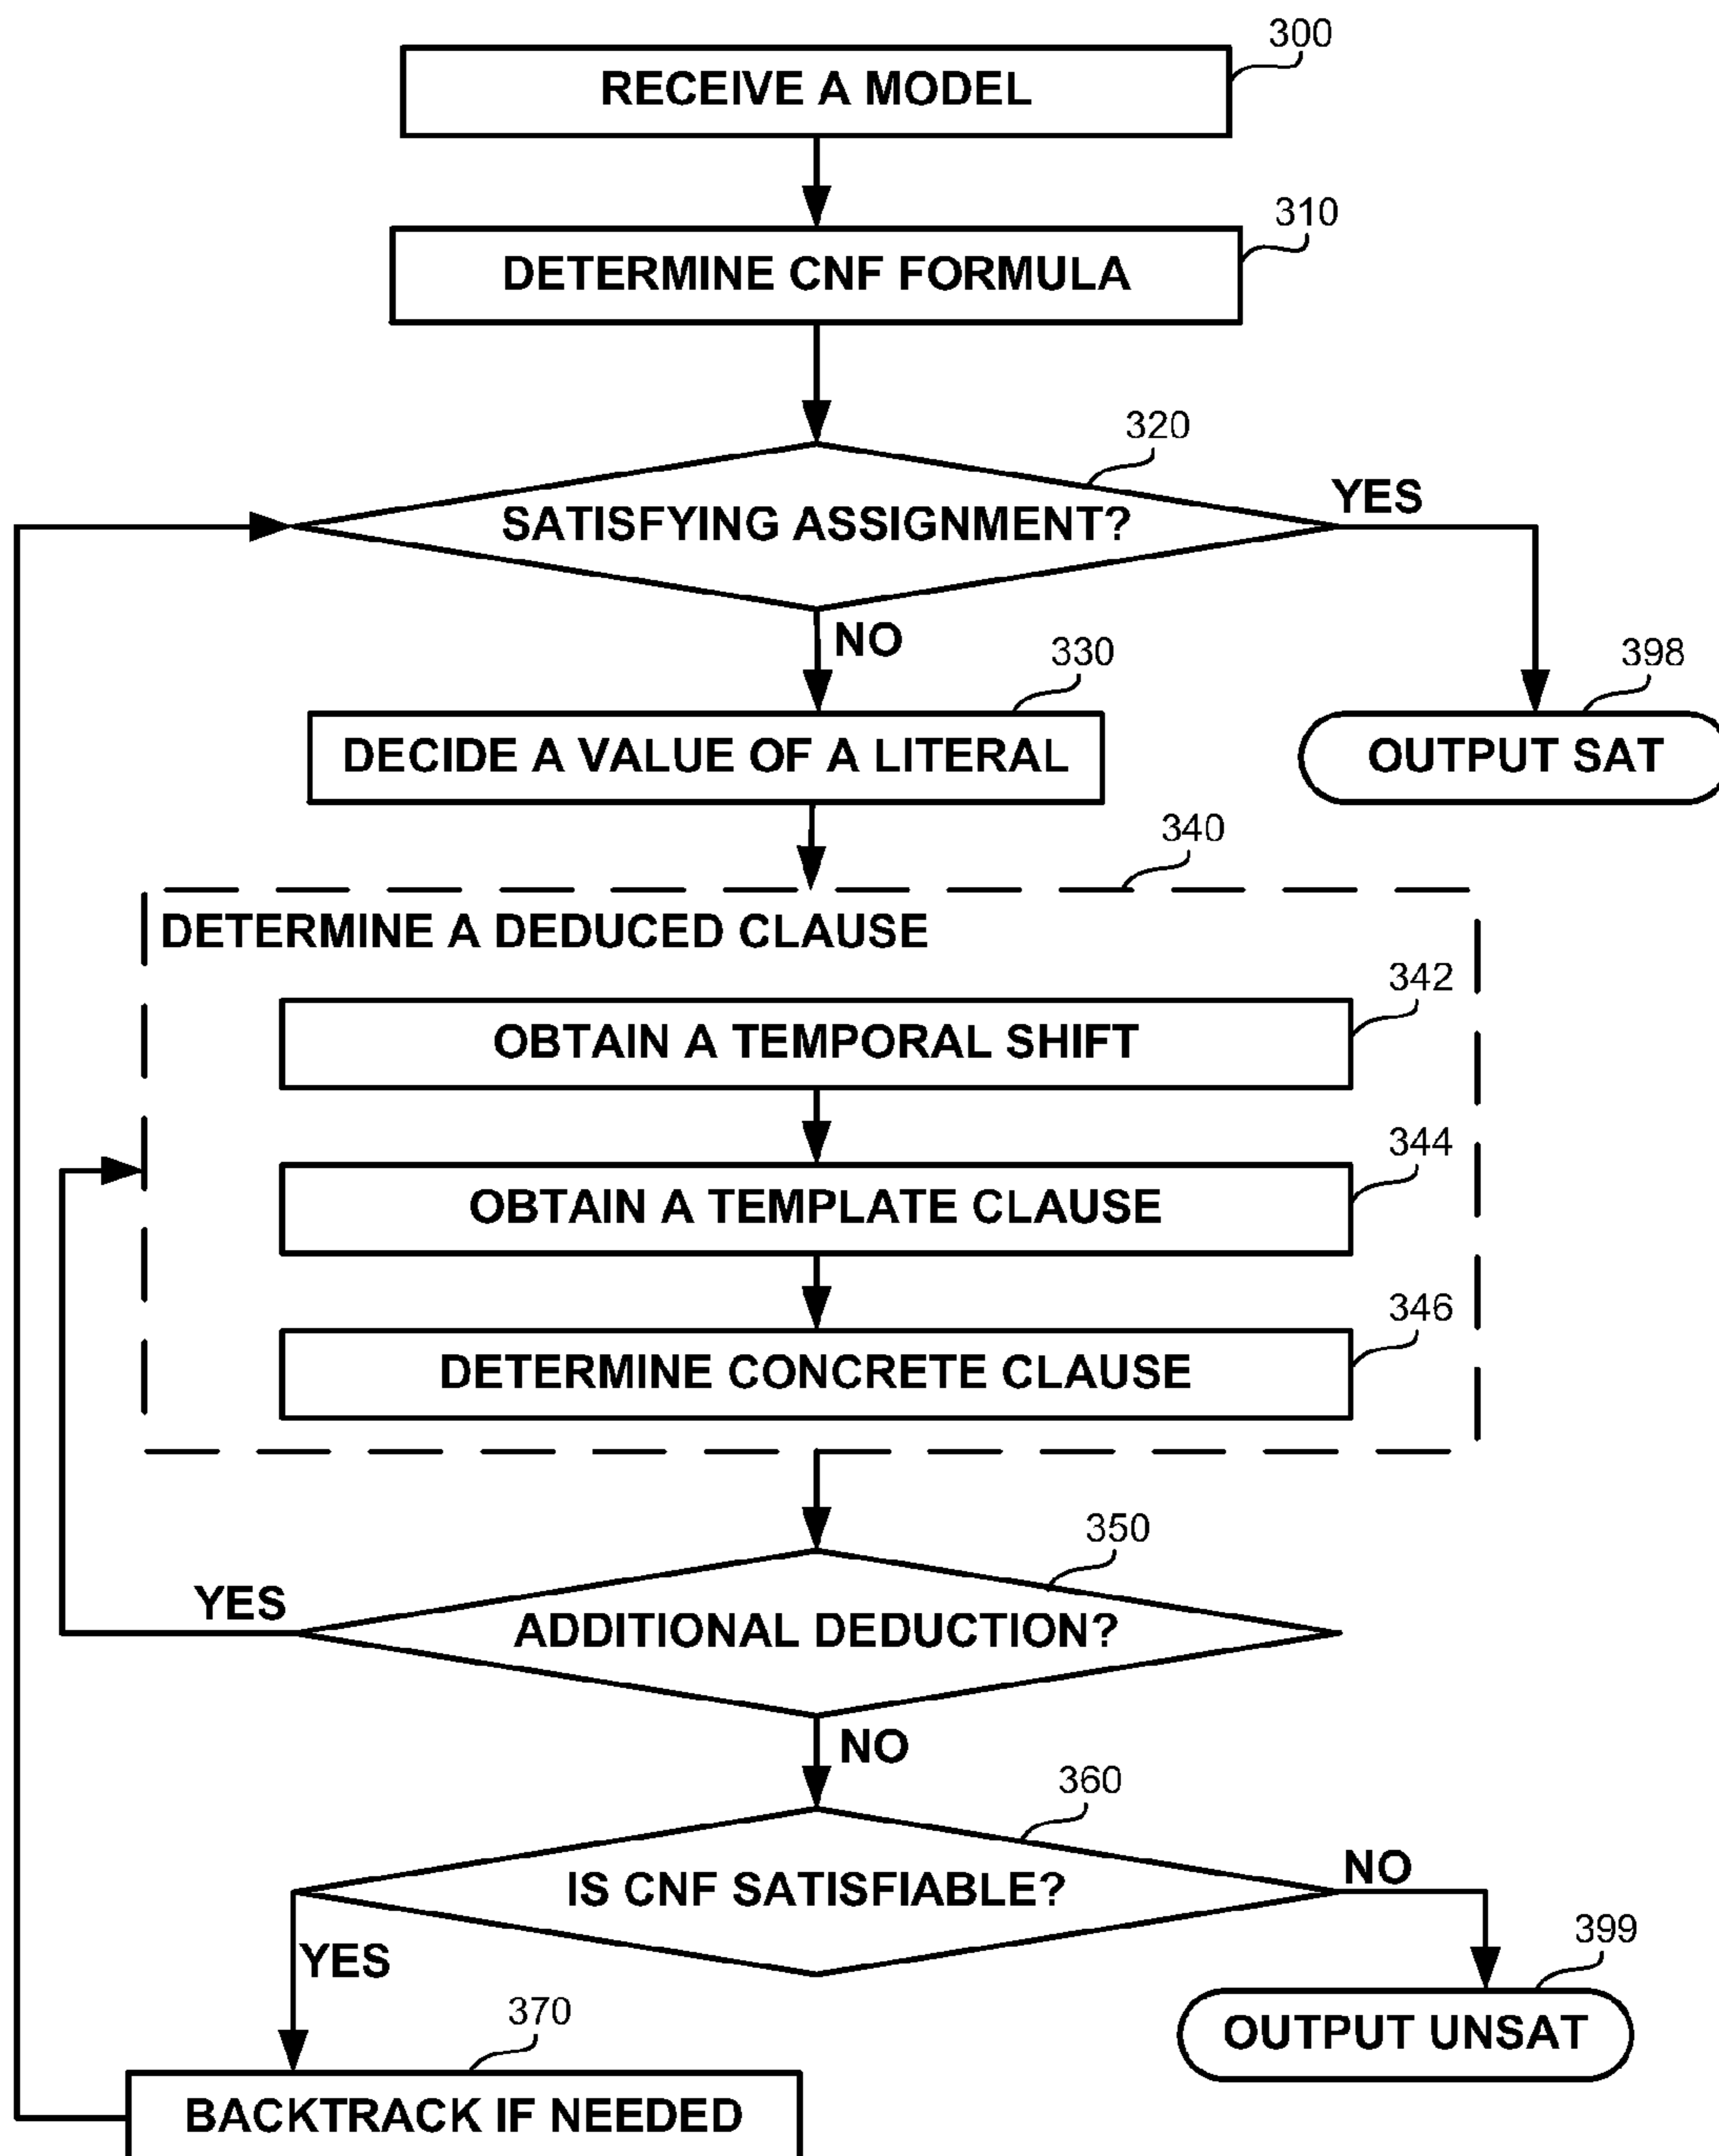 300
RECEIVE A MODEL
310
DETERMINE CNF FORMULA
320
SATISFYING ASSIGNMENT?
YES
NO
330
398
DECIDE A VALUE OF A LITERAL
OUTPUT SAT
340
DETERMINE A DEDUCED CLAUSE
342
OBTAIN A TEMPORAL SHIFT
344
OBTAIN A TEMPLATE CLAUSE
346
DETERMINE CONCRETE CLAUSE
350
YES
ADDITIONAL DEDUCTION?
NO
360
IS CNF SATISFIABLE?
NO
YES
399
OUTPUT UNSAT
370
BACKTRACK IF NEEDED